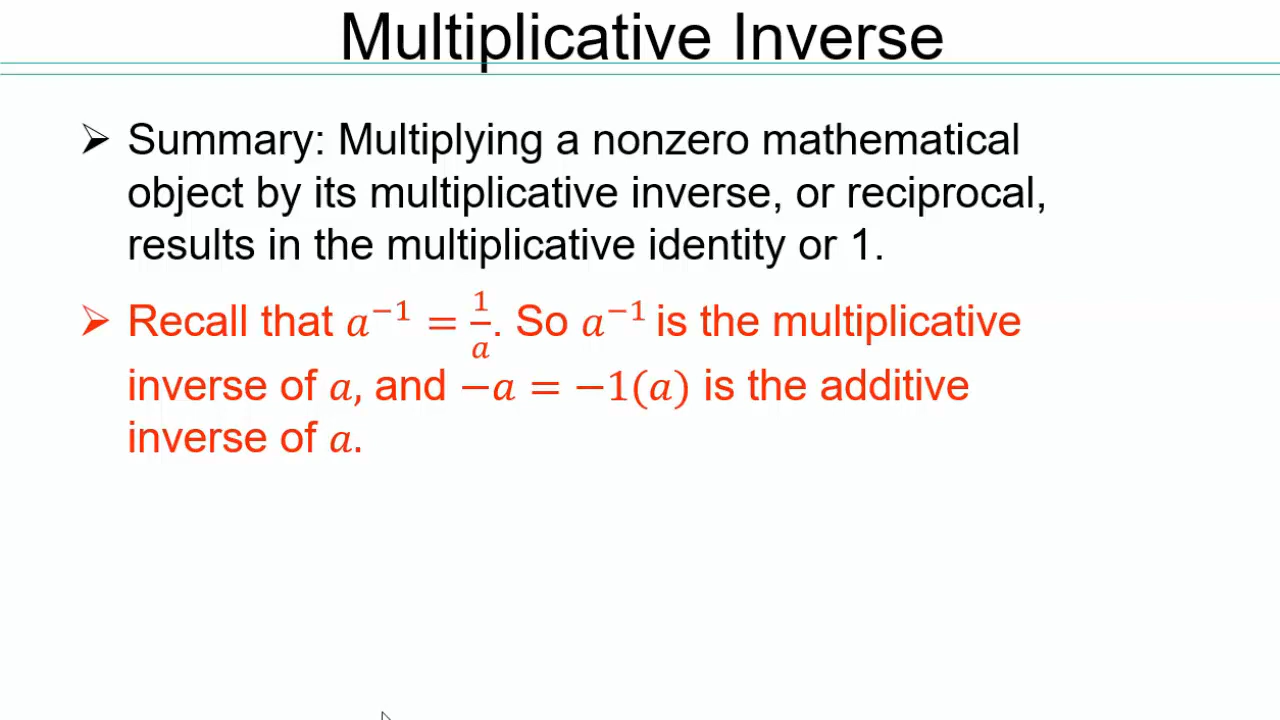 Multiplicative Inverse
➢ Summary: Multiplying a nonzero mathematical
object by its multiplicative inverse, or reciprocal,
results in the multiplicative identity or 1.
➢ Recall that 𝑎⁻¹ = 1/𝑎. So 𝑎⁻¹ is the multiplicative
inverse of 𝑎, and −𝑎 = −1(𝑎) is the additive
inverse of 𝑎.